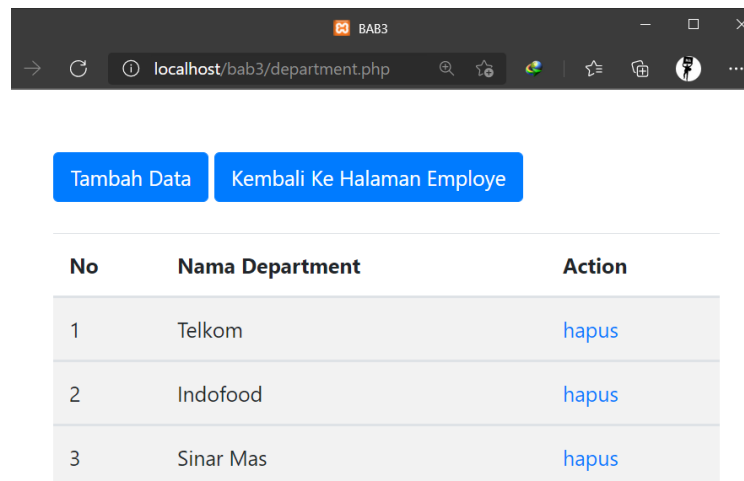 BAB3
localhost/bab3/department.php
Tambah Data Kembali Ke Halaman Employe
No Nama Department Action
1 Telkom hapus
2 Indofood hapus
3 Sinar Mas hapus